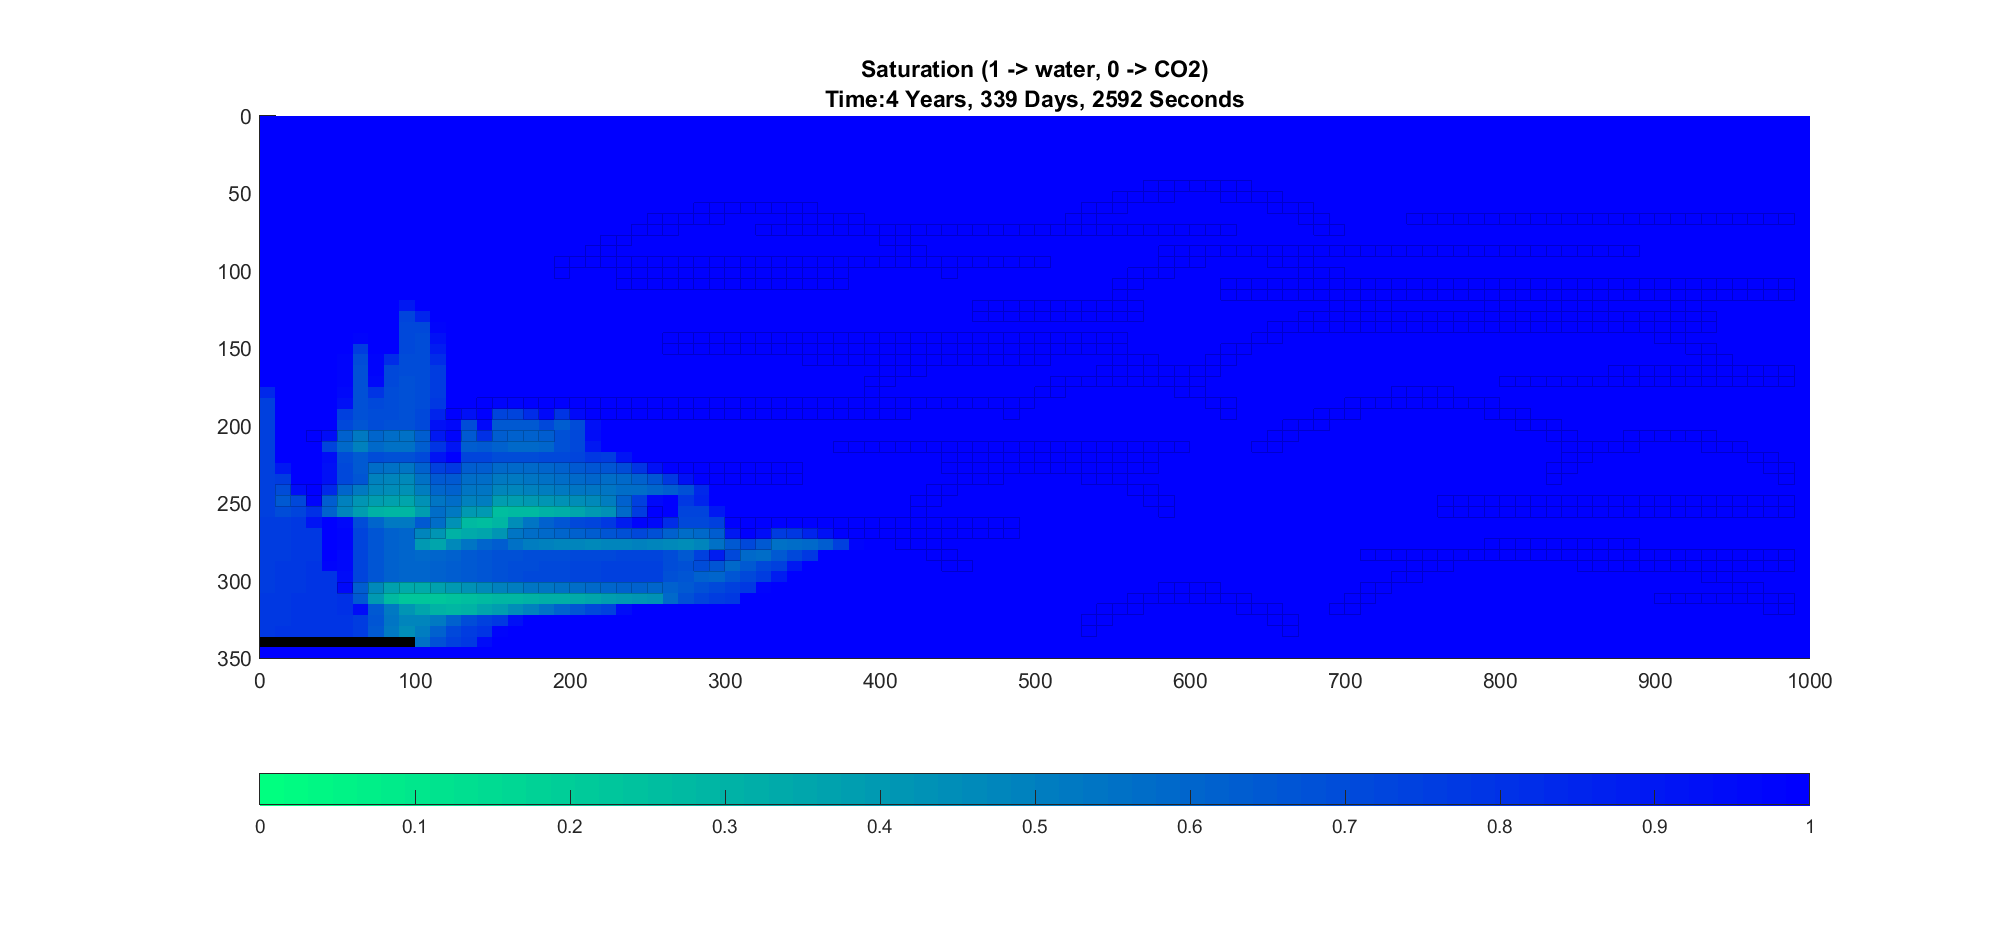 Saturation (1 -> water, 0 -> CO2)
Time:4 Years, 339 Days, 2592 Seconds
0
50
100
150
200
250
300
350
0 100 200 300 400 500 600 700 800 900 1000
0 0.1 0.2 0.3 0.4 0.5 0.6 0.7 0.8 0.9 1